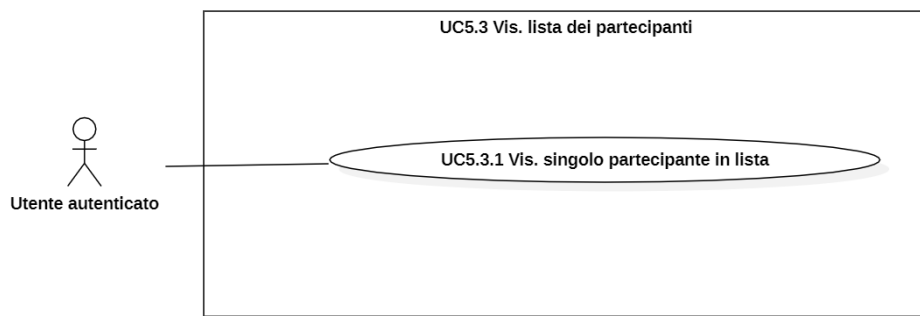 UC5.3 Vis. lista dei partecipanti
UC5.3.1 Vis. singolo partecipante in lista
Utente autenticato